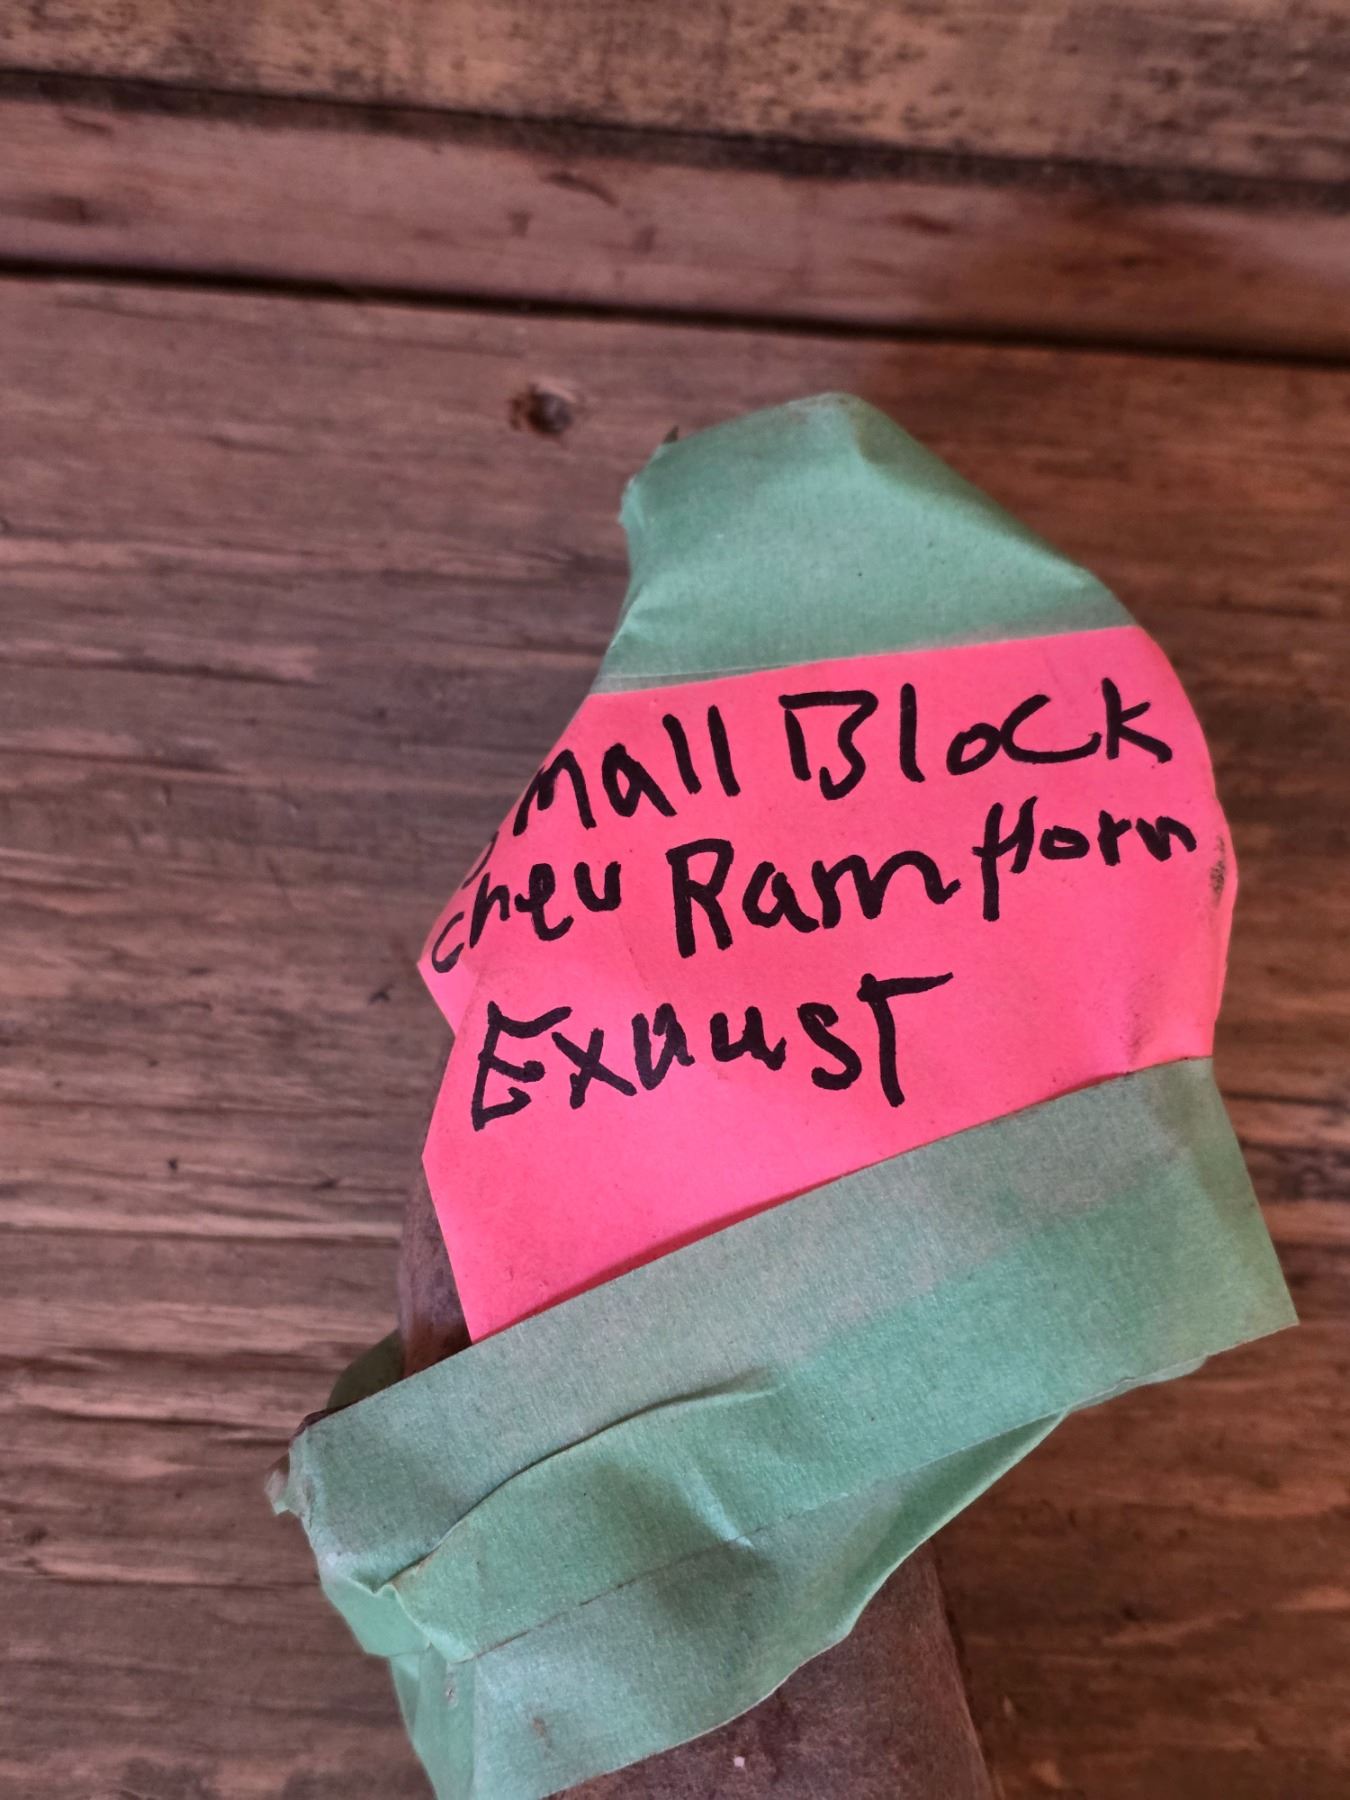 Small Block
Chev Ram Horn
Exaust